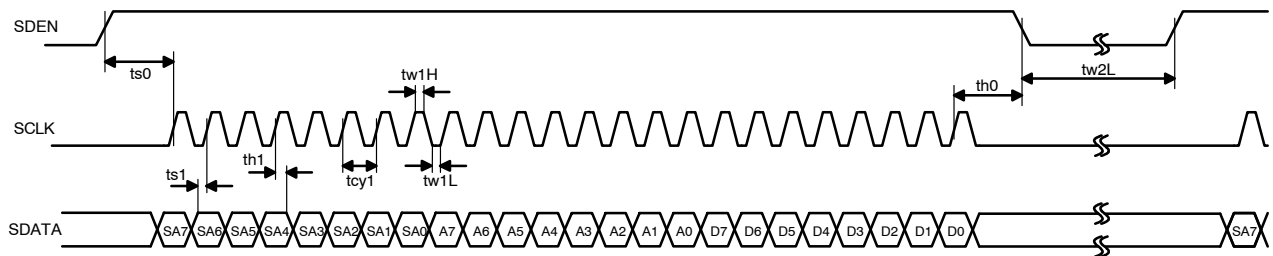 SDEN
ts0
tw1H
th0
tw2L
SCLK
ts1
th1
tcy1
tw1L
SDATA
SA7 SA6 SA5 SA4 SA3 SA2 SA1 SA0 A7 A6 A5 A4 A3 A2 A1 A0 D7 D6 D5 D4 D3 D2 D1 D0 SA7